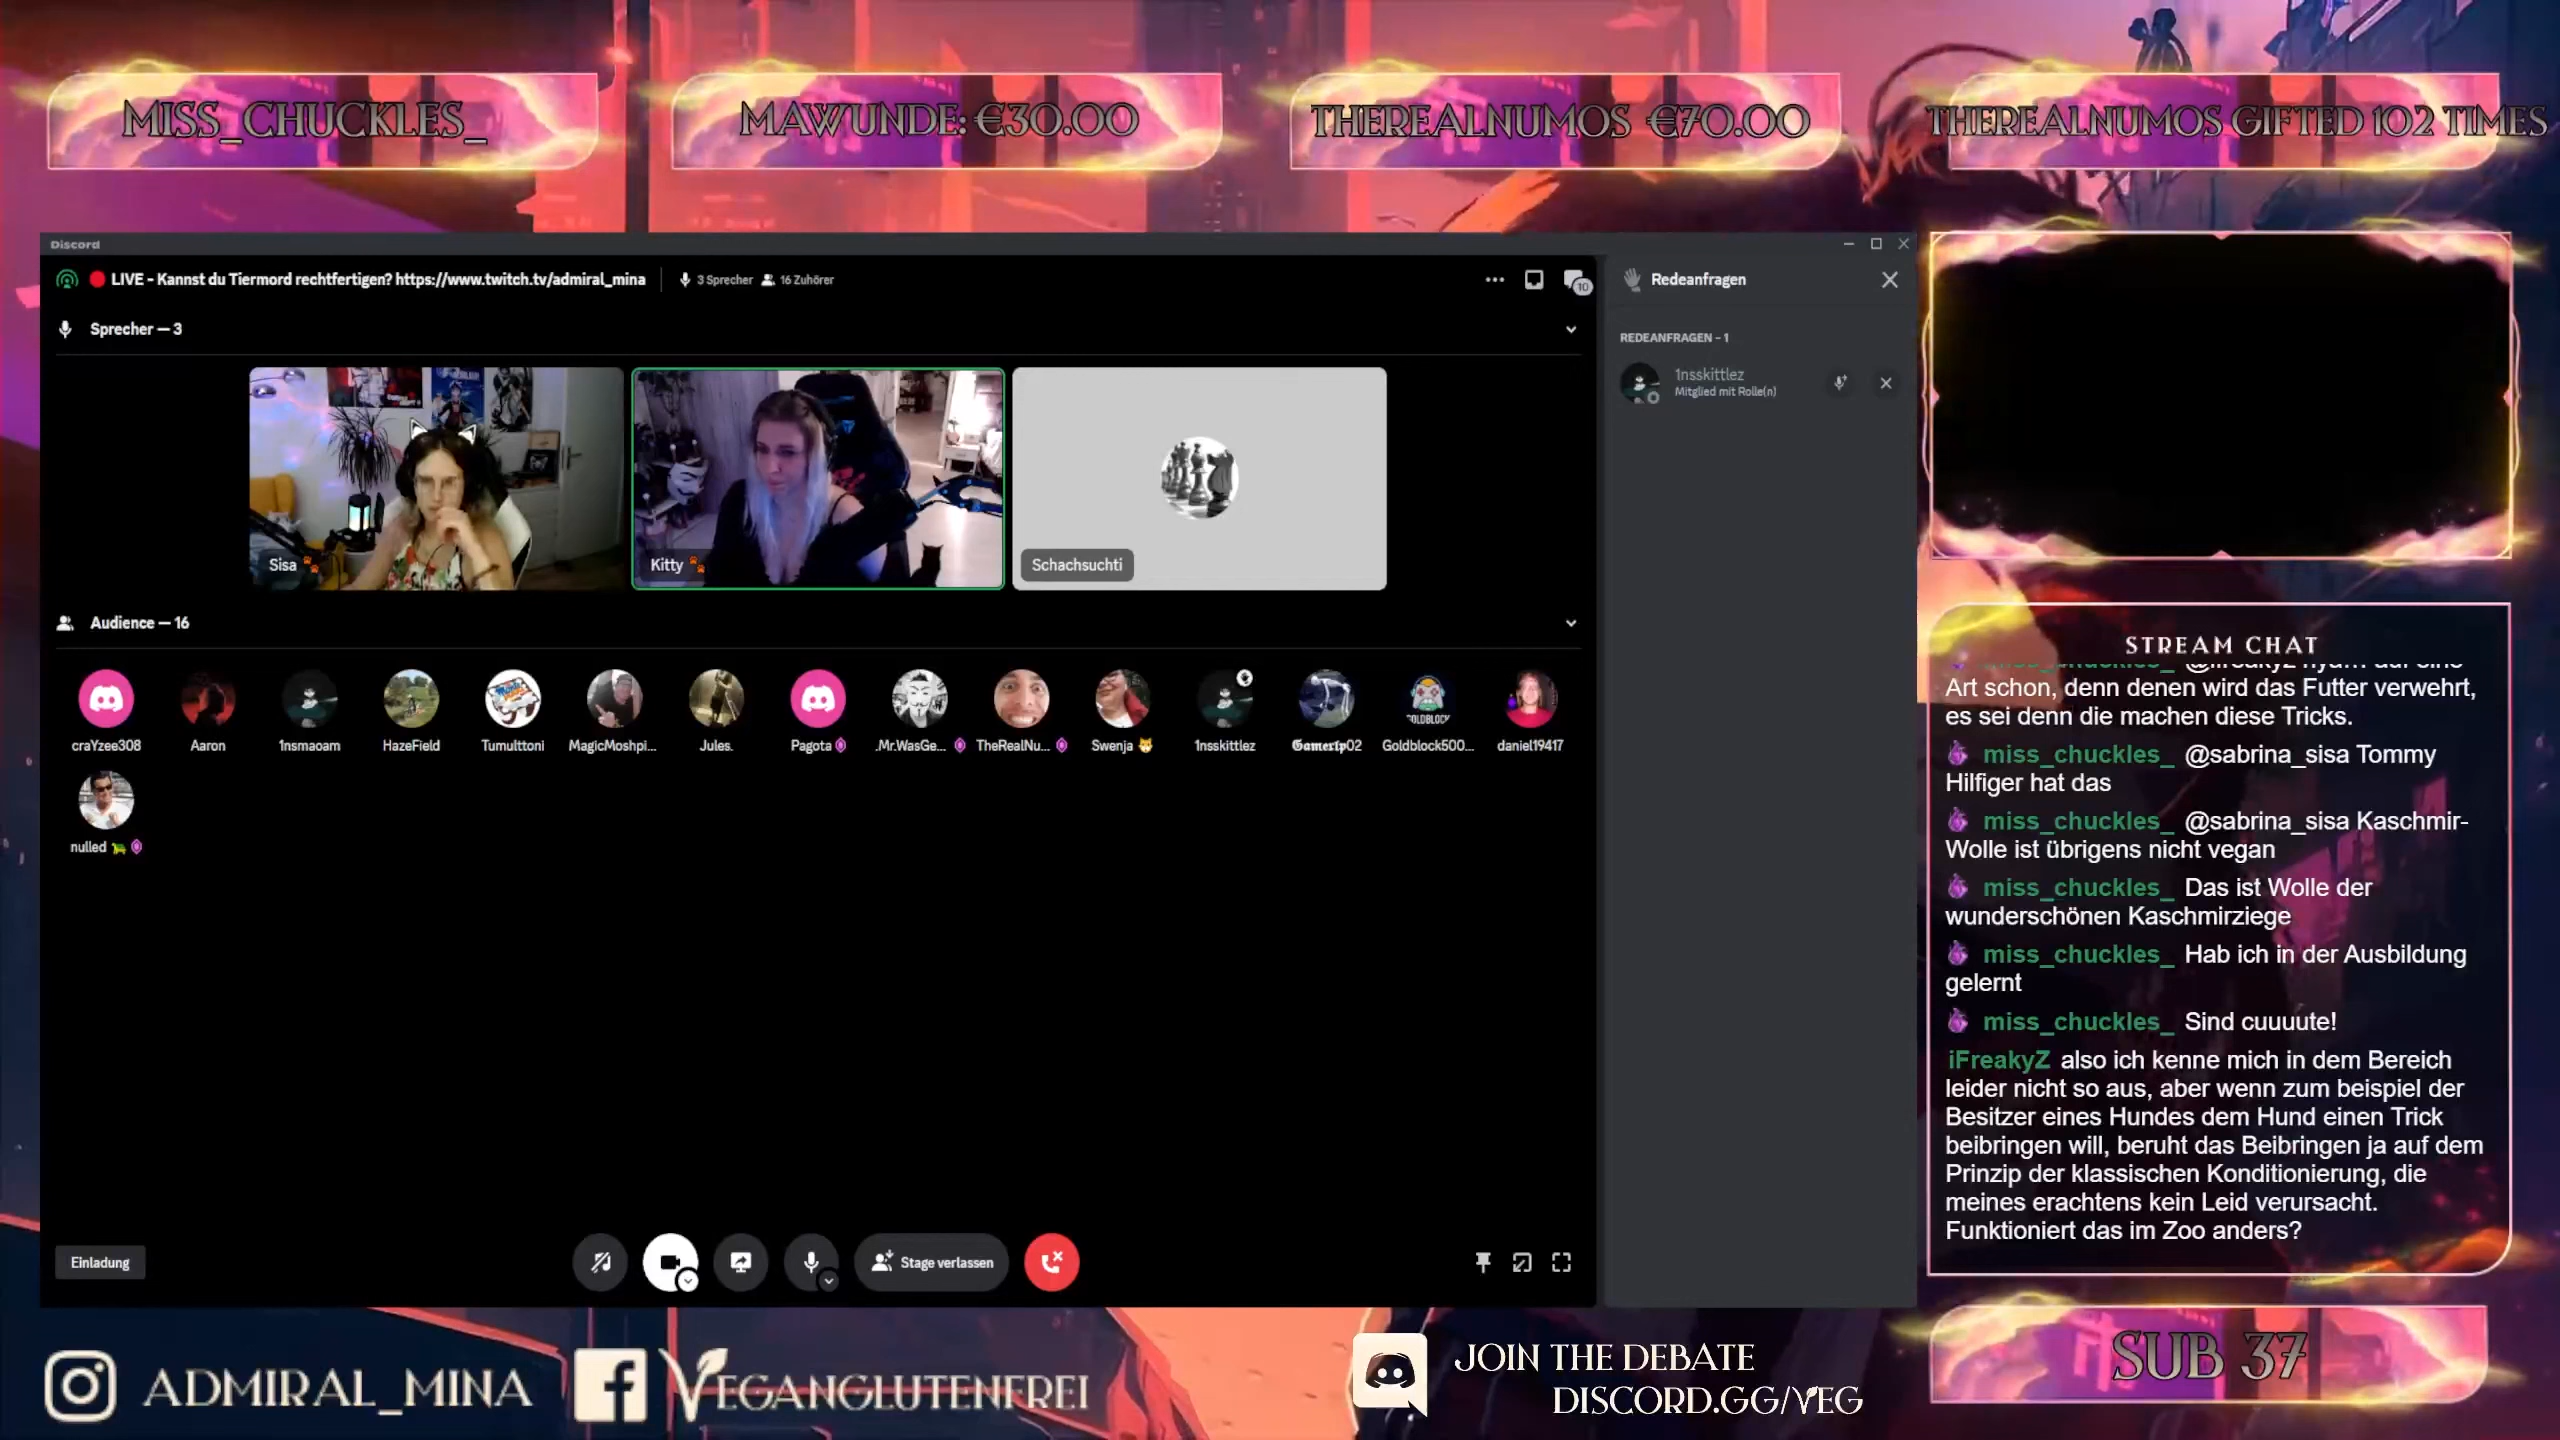 MISS_CHUCKLES_
MAWUNDE: €30.00
THEREALNUMOS €70.00
THEREALNUMOS GIFTED 102 TIMES
Discord
LIVE - Kannst du Tiermord rechtfertigen? https://www.twitch.tv/admiral_mina
3 Sprecher
16 Zuhörer
10
Redeanfragen
Sprecher — 3
REDEANFRAGEN - 1
1nsskittlez
Mitglied mit Rolle(n)
Sisa
Kitty
Schachsuchti
Audience — 16
craYzee308
Aaron
1nsmaoam
HazeField
Tumulttoni
MagicMoshpi...
Jules.
Pagota
.Mr.WasGe...
TheRealNu...
Swenja
1nsskittlez
Gamertp02
Goldblock500...
daniel19417
GOLDBLOCK
nulled
STREAM CHAT
Art schon, denn denen wird das Futter verwehrt,
es sei denn die machen diese Tricks.
miss_chuckles_ @sabrina_sisa Tommy
Hilfiger hat das
miss_chuckles_ @sabrina_sisa Kaschmir-
Wolle ist übrigens nicht vegan
miss_chuckles_ Das ist Wolle der
wunderschönen Kaschmirziege
miss_chuckles_ Hab ich in der Ausbildung
gelernt
miss_chuckles_ Sind cuuuute!
iFreakyZ also ich kenne mich in dem Bereich
leider nicht so aus, aber wenn zum beispiel der
Besitzer eines Hundes dem Hund einen Trick
beibringen will, beruht das Beibringen ja auf dem
Prinzip der klassischen Konditionierung, die
meines erachtens kein Leid verursacht.
Funktioniert das im Zoo anders?
Einladung
Stage verlassen
ADMIRAL_MINA
VEGANGLUTENFREI
JOIN THE DEBATE
DISCORD.GG/VEG
SUB 37